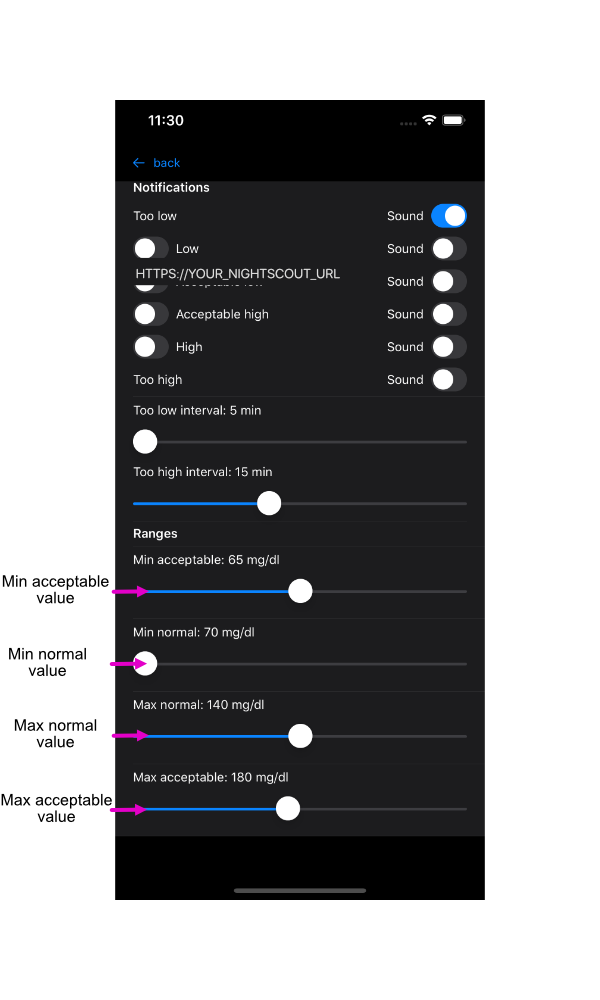 11:30
back
Notifications
Too low Sound
Low Sound
HTTPS://YOUR_NIGHTSCOUT_URL Sound
Acceptable high Sound
High Sound
Too high Sound
Too low interval: 5 min
Too high interval: 15 min
Ranges
Min acceptable: 65 mg/dl
Min acceptable
value
Min normal: 70 mg/dl
Min normal
value
Max normal: 140 mg/dl
Max normal
value
Max acceptable: 180 mg/dl
Max acceptable
value